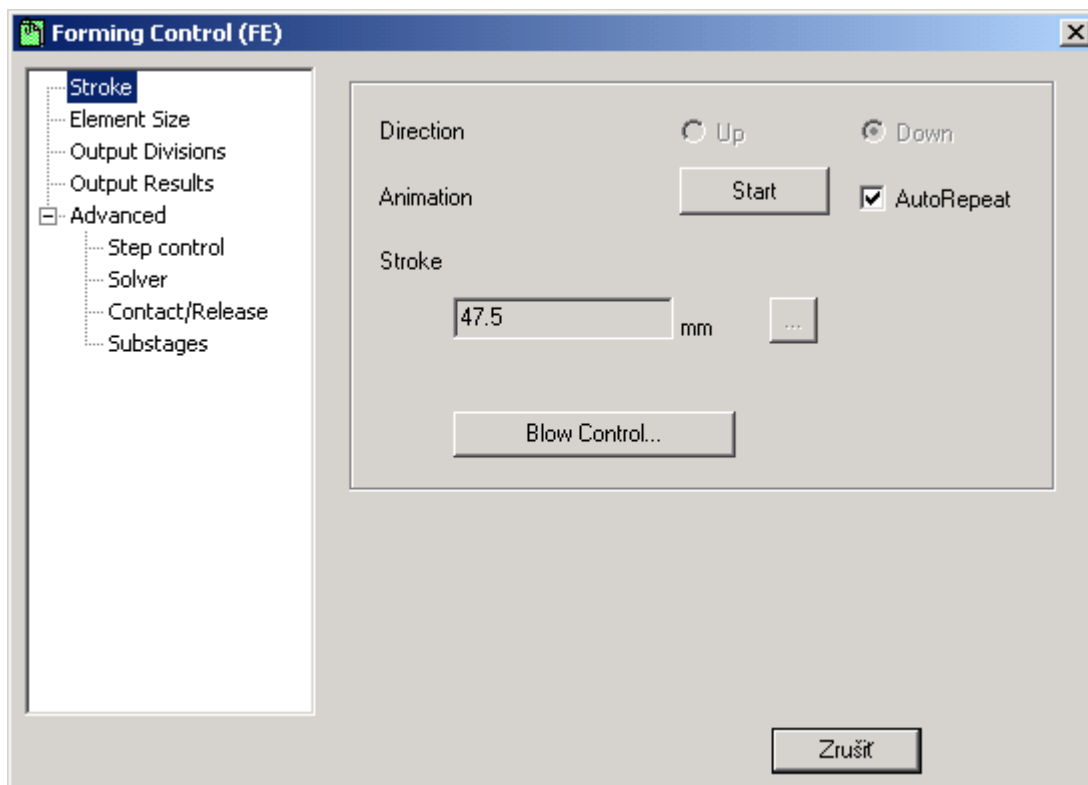 Forming Control (FE)
Stroke
Element Size
Output Divisions
Output Results
Advanced
Step control
Solver
Contact/Release
Substages
Direction Up Down
Animation Start AutoRepeat
Stroke
47.5 mm ...
Blow Control...
Zrušiť